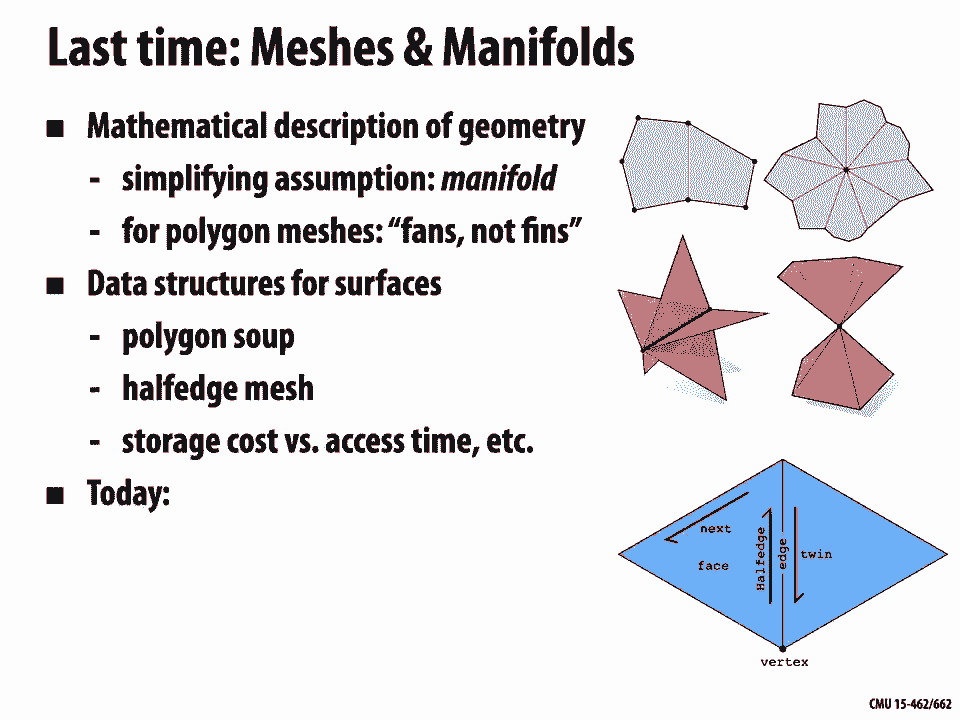 Last time: Meshes & Manifolds
■ Mathematical description of geometry
- simplifying assumption: manifold
- for polygon meshes: “fans, not fins”
■ Data structures for surfaces
- polygon soup
- halfedge mesh
- storage cost vs. access time, etc.
■ Today:
next
face
Halfedge
edge
twin
vertex
CMU 15-462/662